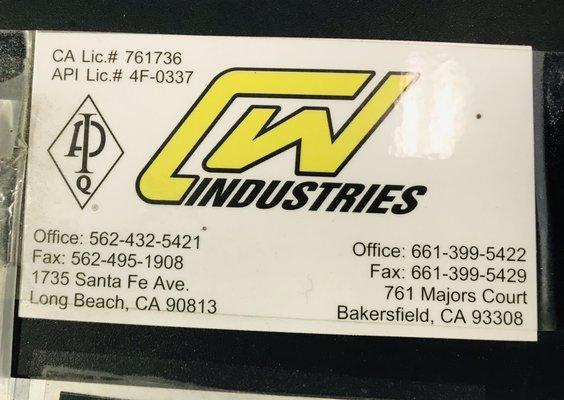 CA Lic.# 761736
API Lic.# 4F-0337
API
Q
®
CW
INDUSTRIES
Office: 562-432-5421
Fax: 562-495-1908
1735 Santa Fe Ave.
Long Beach, CA 90813
Office: 661-399-5422
Fax: 661-399-5429
761 Majors Court
Bakersfield, CA 93308